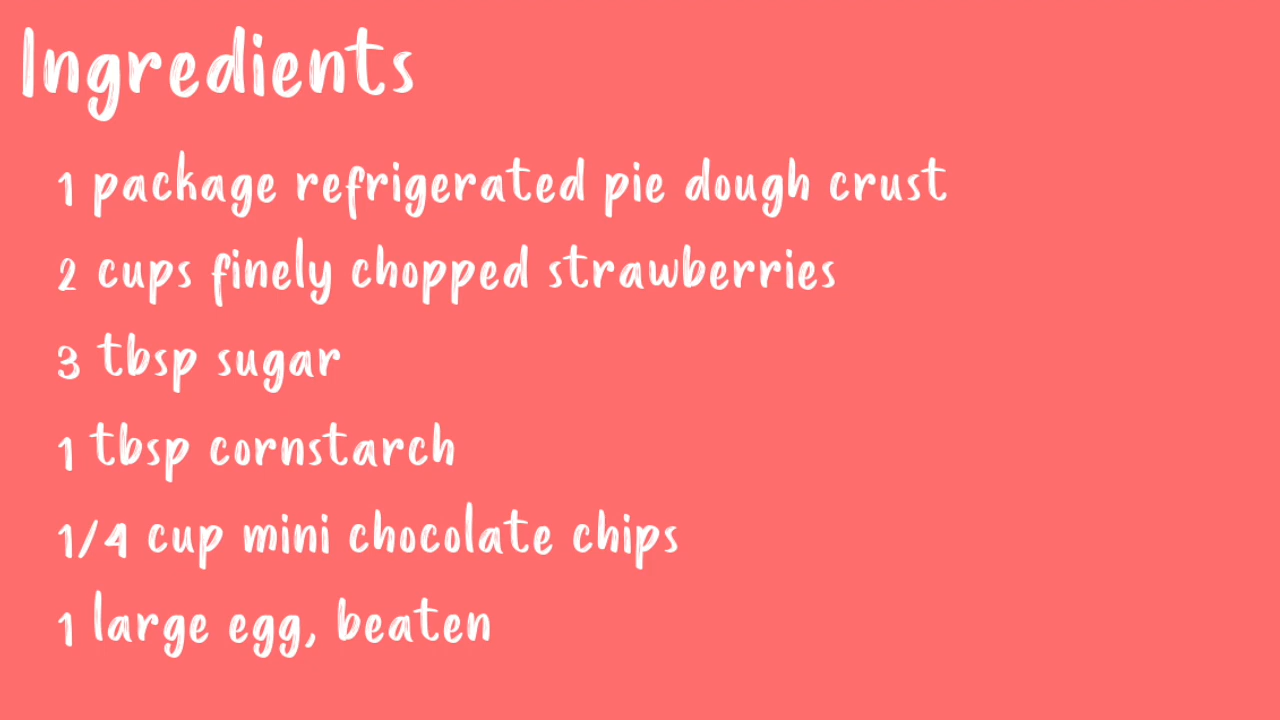 Ingredients
1 package refrigerated pie dough crust
2 cups finely chopped strawberries
3 tbsp sugar
1 tbsp cornstarch
1/4 cup mini chocolate chips
1 large egg, beaten